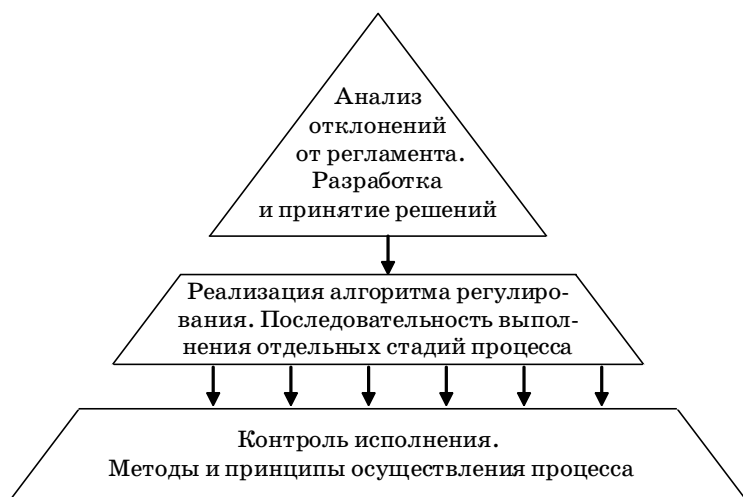 Анализ
отклонений
от регламента.
Разработка
и принятие решений
Реализация алгоритма регулиро-
вания. Последовательность выпол-
нения отдельных стадий процесса
Контроль исполнения.
Методы и принципы осуществления процесса